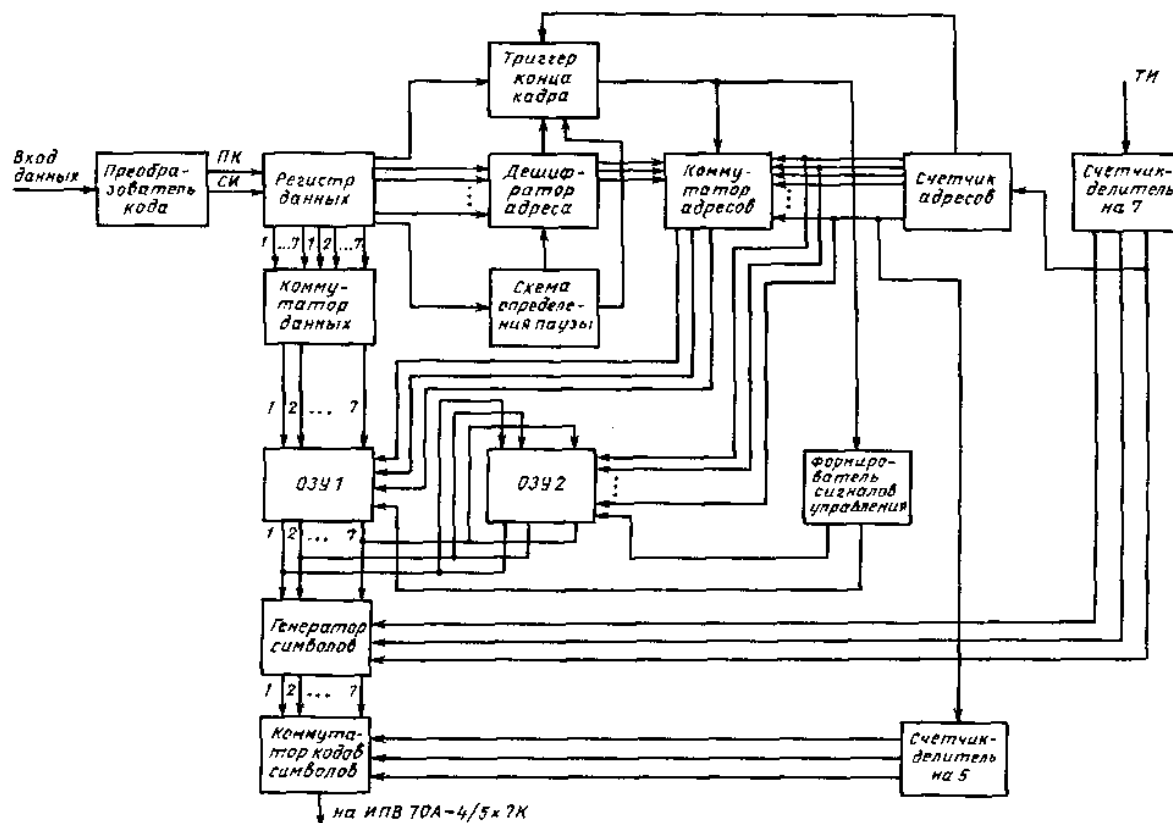 Триггер
конца
кадра
ТИ
Вход
данных
Преобра-
зователь
кода
ПК
СИ
Регистр
данных
Дешиф-
ратор
адреса
Комму-
татор
адресов
Счетчик
адресов
Счетчик-
делитель
на 7
1 ...7 1 2 ...7
Комму-
татор
данных
Схема
определе-
ния паузы
1 2 ... 7
ОЗУ 1
ОЗУ 2
Формиро-
ватель
сигналов
управления
1 2 ... 7
Генератор
символов
1 2 ... 7
Коммута-
тор кодов
символов
Счетчик-
делитель
на 5
на ИПВ 70А-4/5×7К